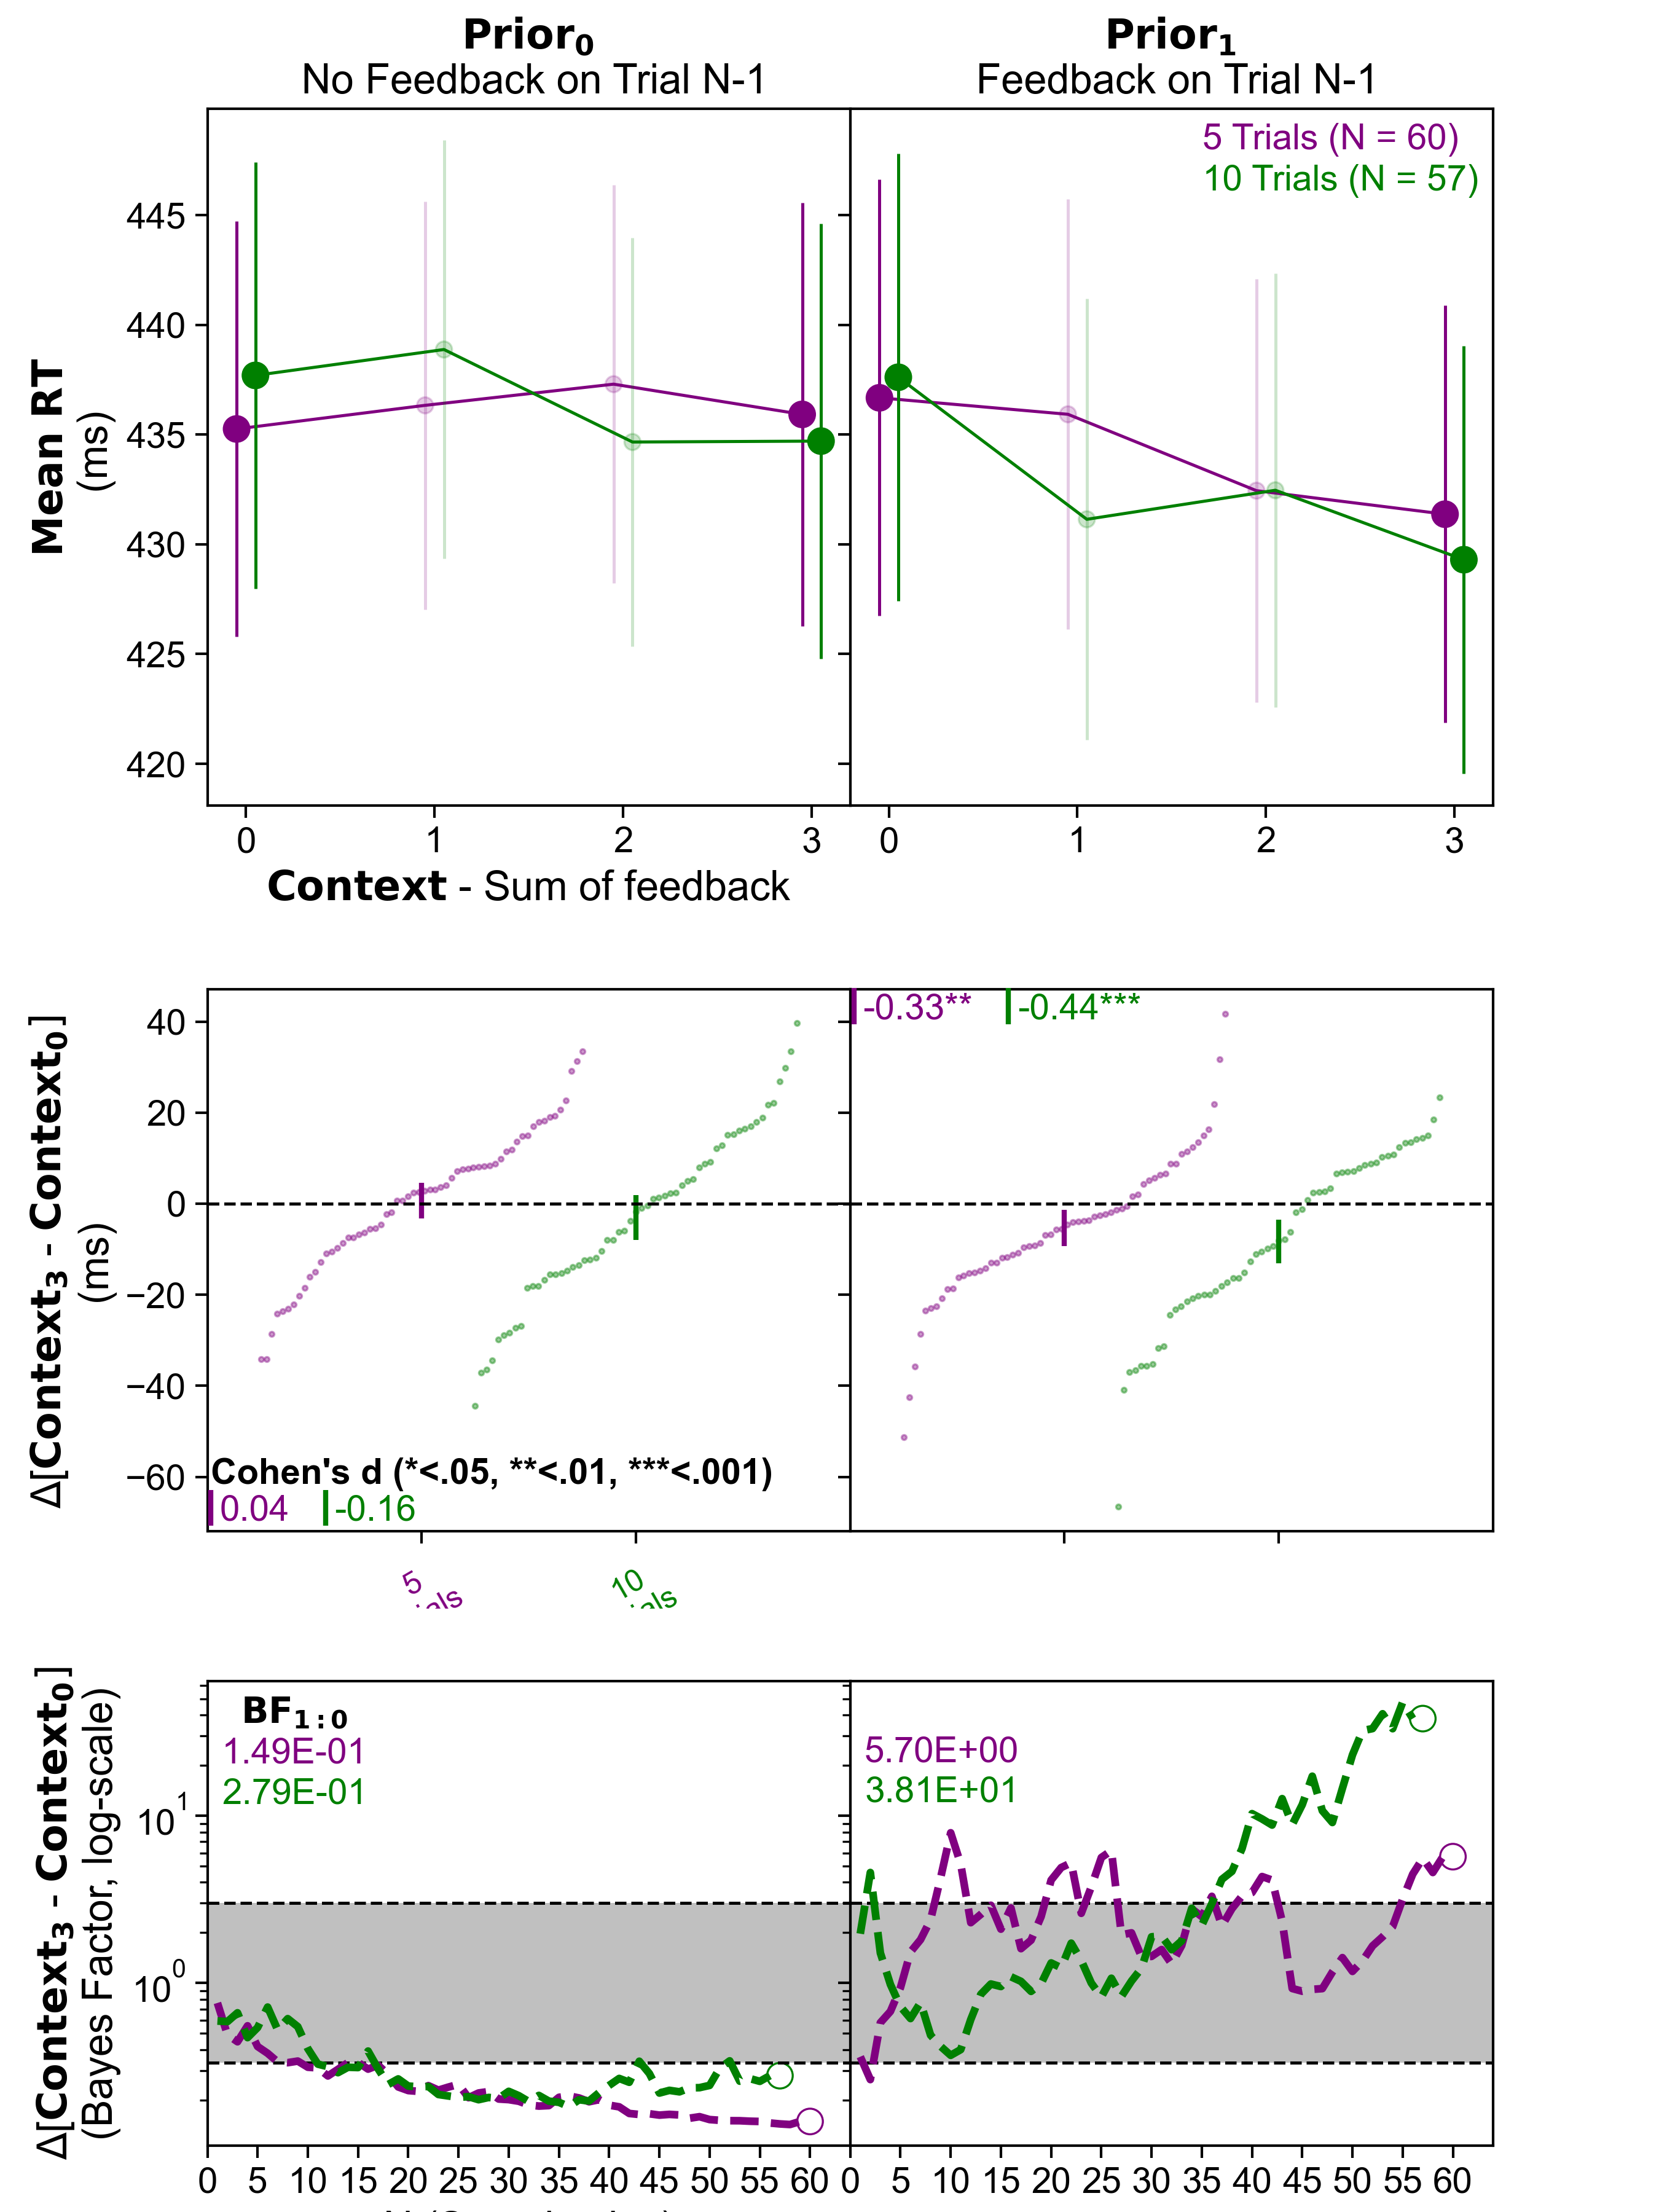 Prior0
No Feedback on Trial N-1
Prior1
Feedback on Trial N-1
5 Trials (N = 60)
10 Trials (N = 57)
Mean RT
(ms)
445
440
435
430
425
420
0 1 2 3
0 1 2 3
Context - Sum of feedback
Δ[Context3 - Context0]
(ms)
40
20
0
−20
−40
−60
-0.33** -0.44***
Cohen's d (*<.05, **<.01, ***<.001)
0.04 -0.16
5
10
Δ[Context3 - Context0]
(Bayes Factor, log-scale)
10^1
10^0
BF1:0
1.49E-01
2.79E-01
5.70E+00
3.81E+01
0 5 10 15 20 25 30 35 40 45 50 55 60
0 5 10 15 20 25 30 35 40 45 50 55 60